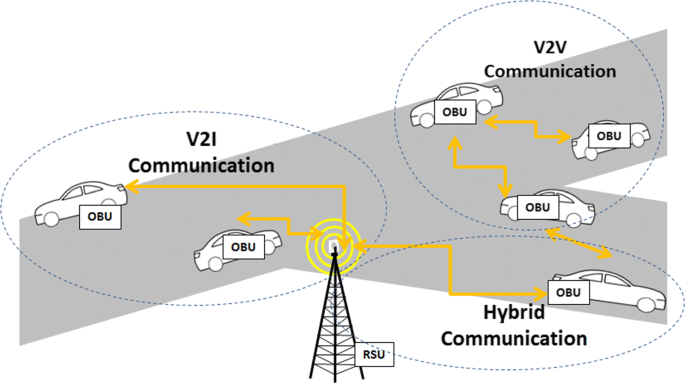 V2V
Communication
OBU
OBU
V2I
Communication
OBU
OBU
OBU
OBU
Hybrid
Communication
RSU